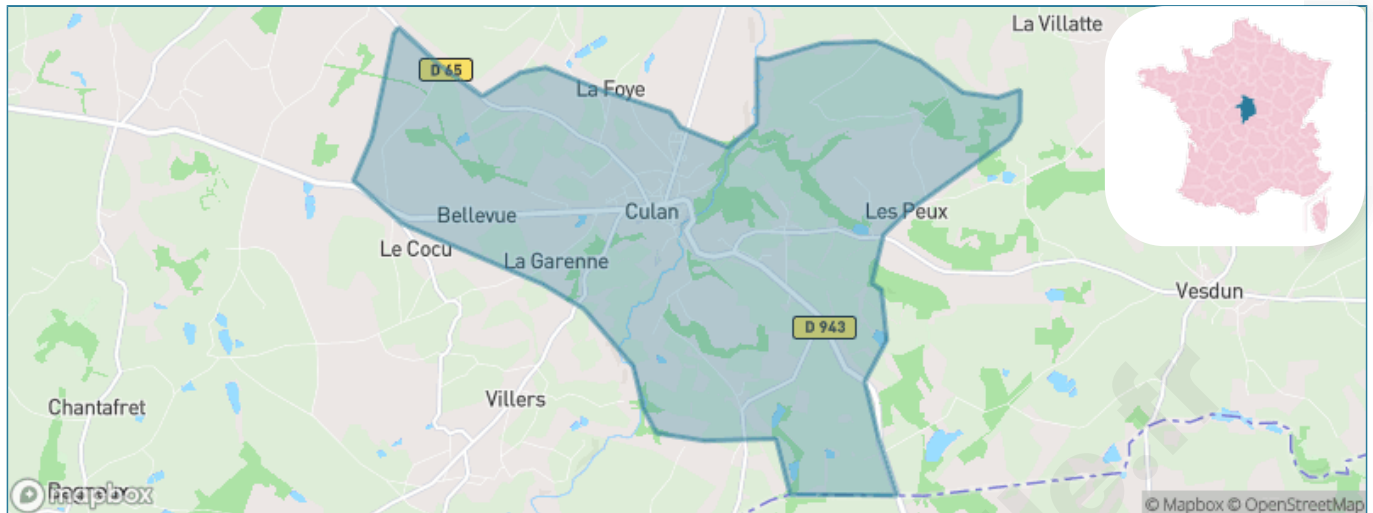 La Villatte
D 65
La Foye
Culan
Bellevue
Les Peux
Le Cocu
La Garenne
Vesdun
D 943
Villers
Chantafret
mapbox
© Mapbox © OpenStreetMap